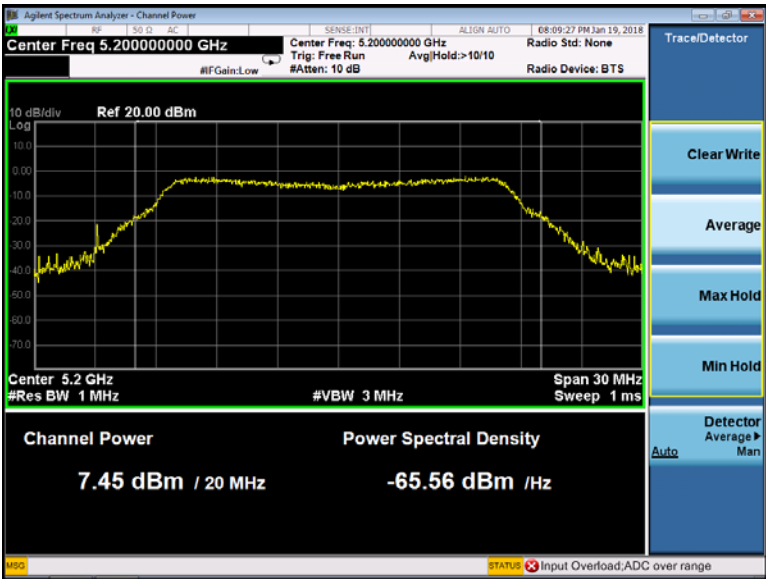 Agilent Spectrum Analyzer - Channel Power
RF 50 Ω AC SENSE:INT ALIGN AUTO 08:09:27 PM Jan 19, 2018
Center Freq 5.200000000 GHz
Center Freq: 5.200000000 GHz Radio Std: None
Trig: Free Run Avg|Hold:>10/10
#IFGain:Low #Atten: 10 dB Radio Device: BTS
Trace/Detector
10 dB/div Ref 20.00 dBm
Log
10.0
0.00
-10.0
-20.0
-30.0
-40.0
-50.0
-60.0
-70.0
Center 5.2 GHz Span 30 MHz
#Res BW 1 MHz #VBW 3 MHz Sweep 1 ms
Channel Power Power Spectral Density
7.45 dBm / 20 MHz -65.56 dBm /Hz
Clear Write
Average
Max Hold
Min Hold
Detector
Average
Auto Man
MSG STATUS Input Overload;ADC over range